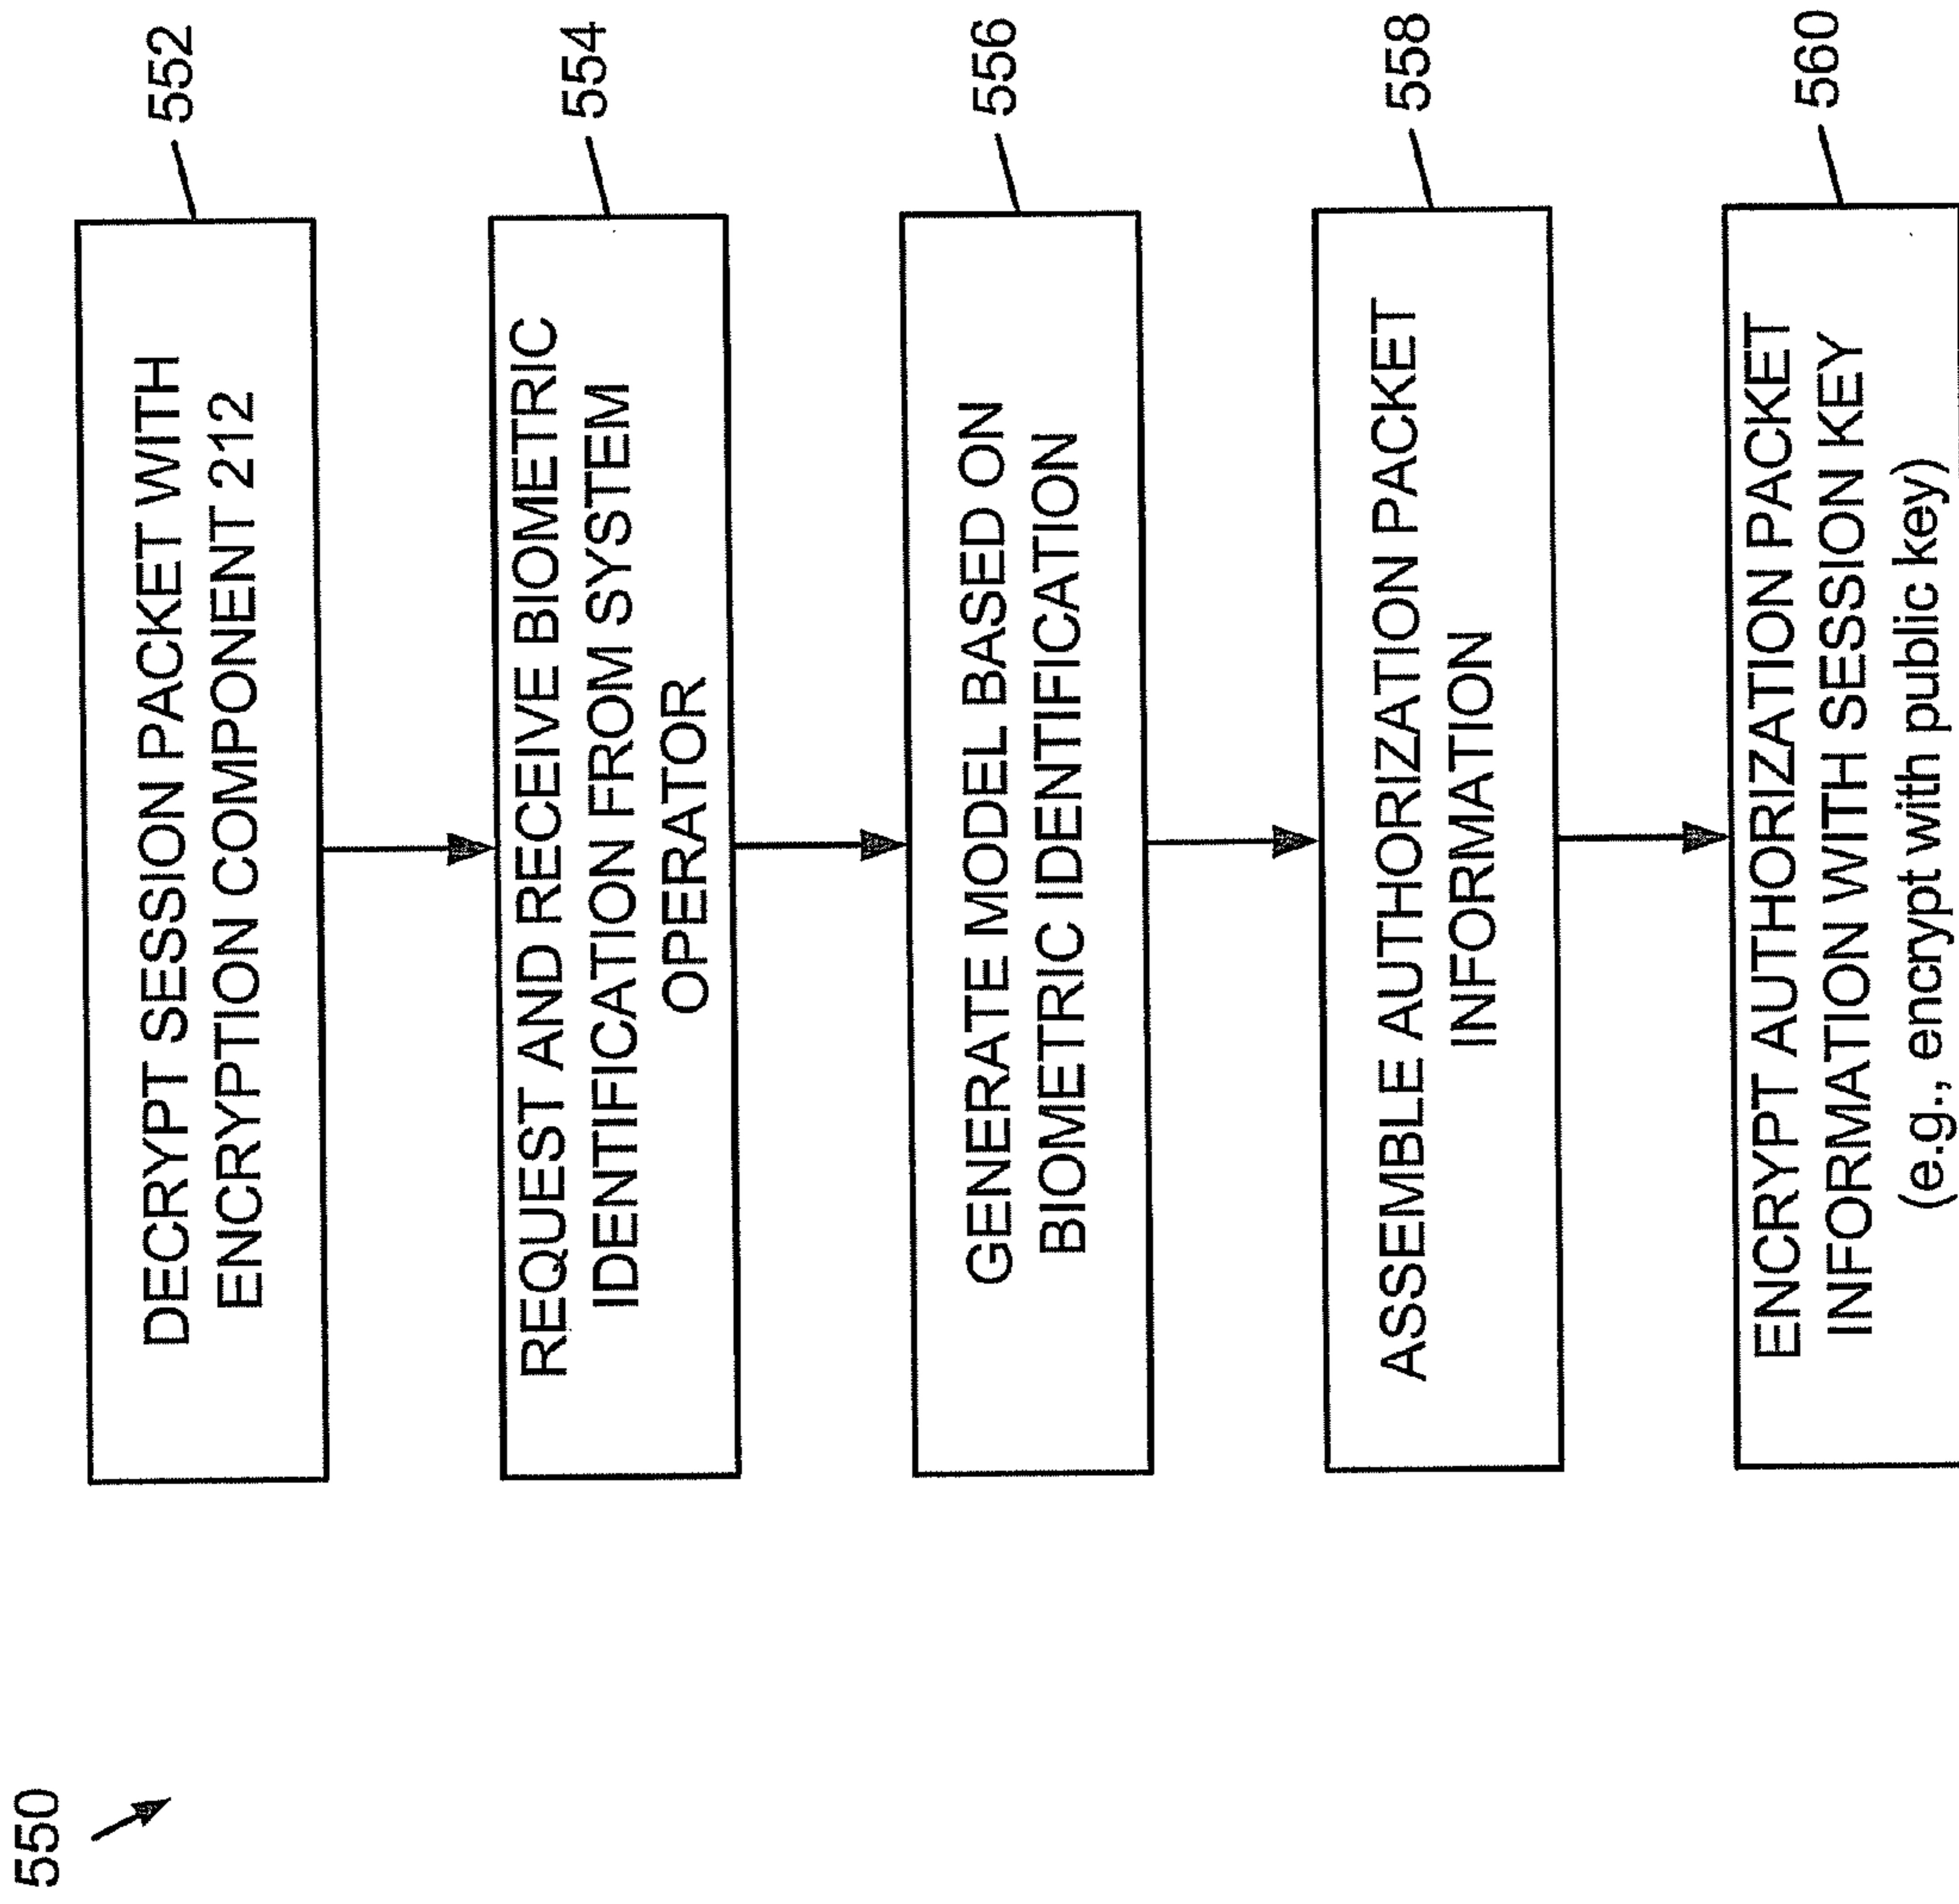 550
DECRYPT SESSION PACKET WITH
ENCRYPTION COMPONENT 212
552
REQUEST AND RECEIVE BIOMETRIC
IDENTIFICATION FROM SYSTEM
OPERATOR
554
GENERATE MODEL BASED ON
BIOMETRIC IDENTIFICATION
556
ASSEMBLE AUTHORIZATION PACKET
INFORMATION
558
ENCRYPT AUTHORIZATION PACKET
INFORMATION WITH SESSION KEY
(e.g., encrypt with public key)
560